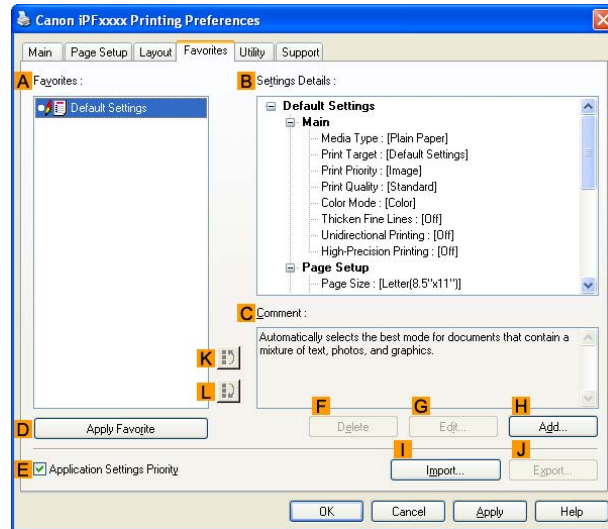 Canon iPFxxxx Printing Preferences
Main Page Setup Layout Favorites Utility Support
A Favorites :
Default Settings
B Settings Details :
Default Settings
Main
Media Type : [Plain Paper]
Print Target : [Default Settings]
Print Priority : [Image]
Print Quality : [Standard]
Color Mode : [Color]
Thicken Fine Lines : [Off]
Unidirectional Printing : [Off]
High-Precision Printing : [Off]
Page Setup
Page Size : [Letter(8.5"x11")]
C Comment :
Automatically selects the best mode for documents that contain a
mixture of text, photos, and graphics.
K
L
D Apply Favorite
F Delete
G Edit...
H Add...
E Application Settings Priority
I Import...
J Export...
OK Cancel Apply Help